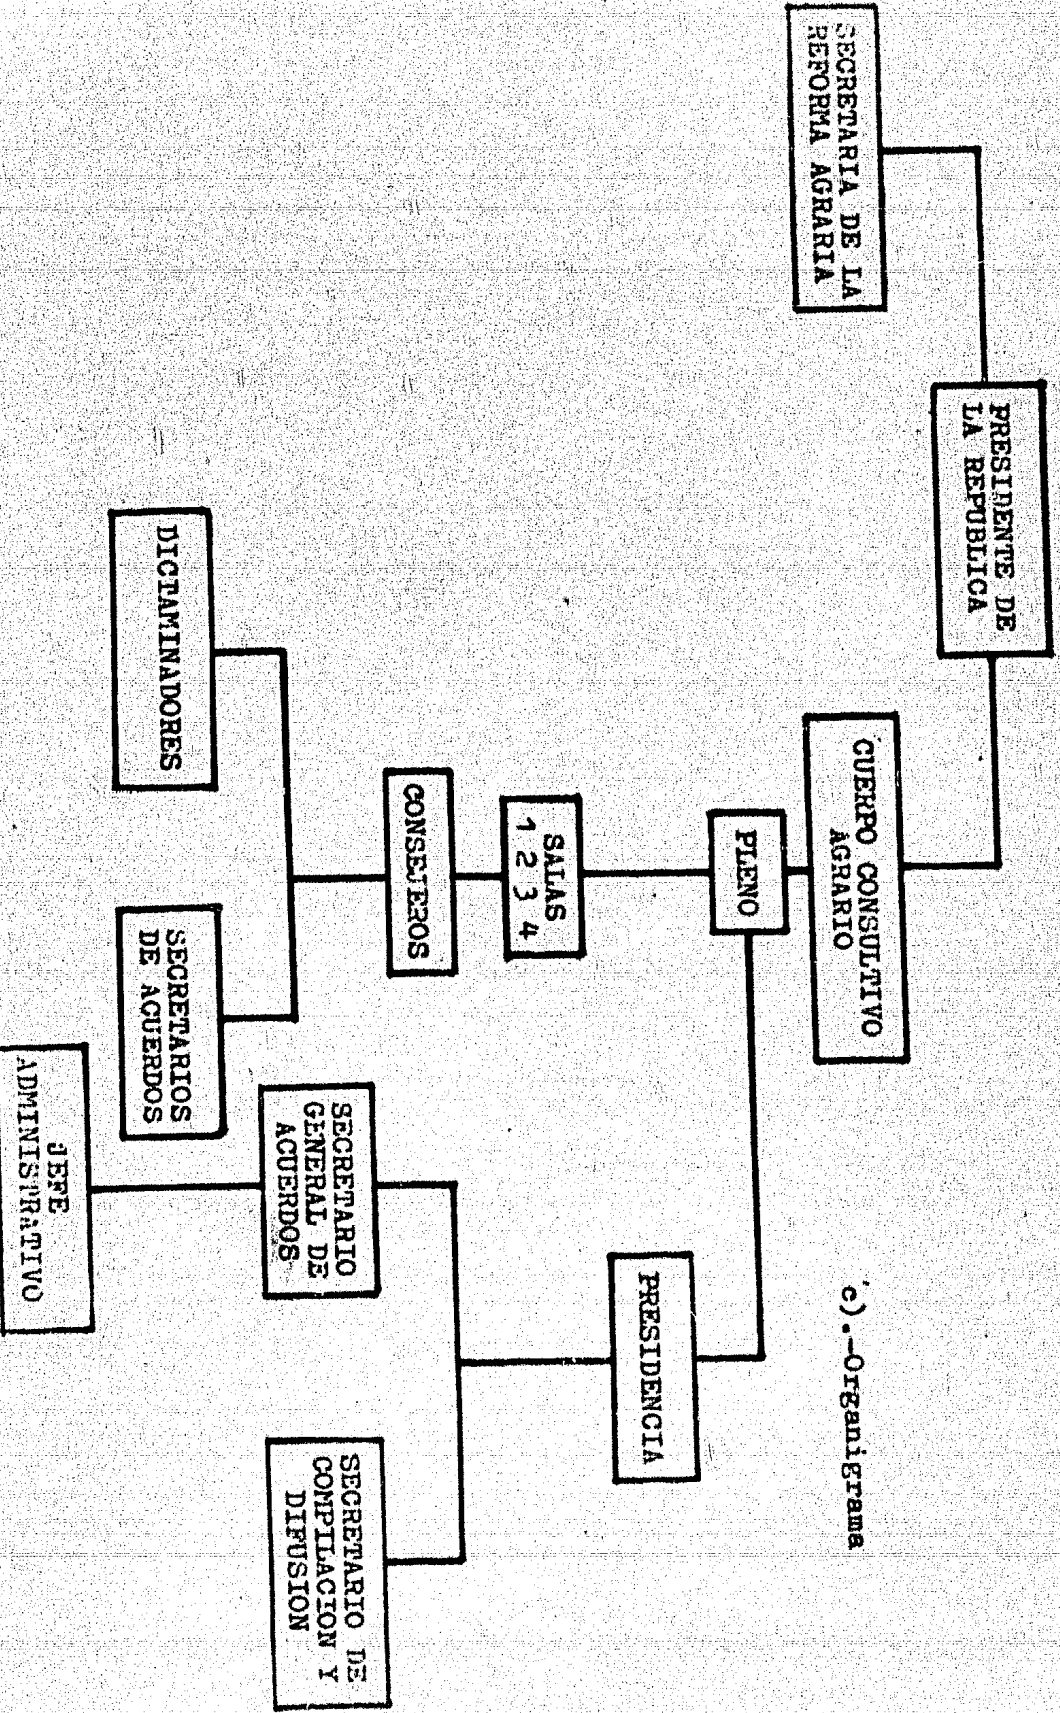 c).-Organigrama
PRESIDENTE DE
LA REPUBLICA
SECRETARIA DE LA
REFORMA AGRARIA
CUERPO CONSULTIVO
AGRARIO
PLENO
PRESIDENCIA
SALAS
1 2 3 4
CONSEJEROS
SECRETARIO
GENERAL DE
ACUERDOS
SECRETARIO DE
COMPILACION Y
DIFUSION
DICTAMINADORES
SECRETARIOS
DE ACUERDOS
JEFE
ADMINISTRATIVO